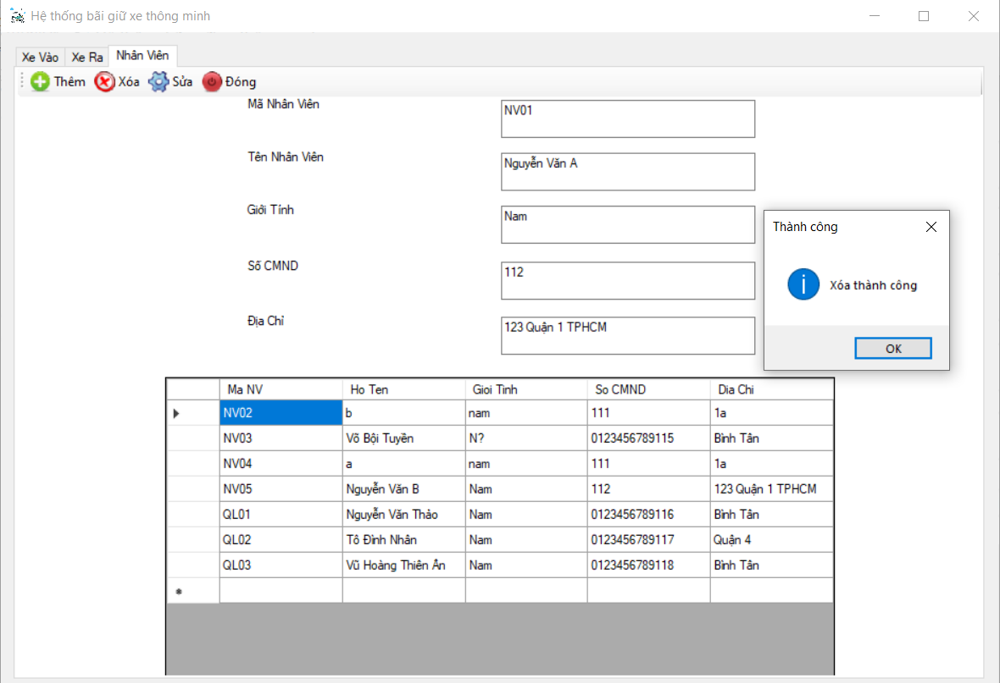 Hệ thống bãi giữ xe thông minh
Xe Vào Xe Ra Nhân Viên
Thêm Xóa Sửa Đóng
Mã Nhân Viên NV01
Tên Nhân Viên Nguyễn Văn A
Giới Tính Nam
Số CMND 112
Địa Chỉ 123 Quận 1 TPHCM
Thành công
Xóa thành công
OK
Ma NV Ho Ten Gioi Tinh So CMND Dia Chi
NV02 b nam 111 1a
NV03 Võ Bội Tuyền N? 0123456789115 Bình Tân
NV04 a nam 111 1a
NV05 Nguyễn Văn B Nam 112 123 Quận 1 TPHCM
QL01 Nguyễn Văn Thảo Nam 0123456789116 Bình Tân
QL02 Tô Đình Nhân Nam 0123456789117 Quận 4
QL03 Vũ Hoàng Thiên Ân Nam 0123456789118 Bình Tân